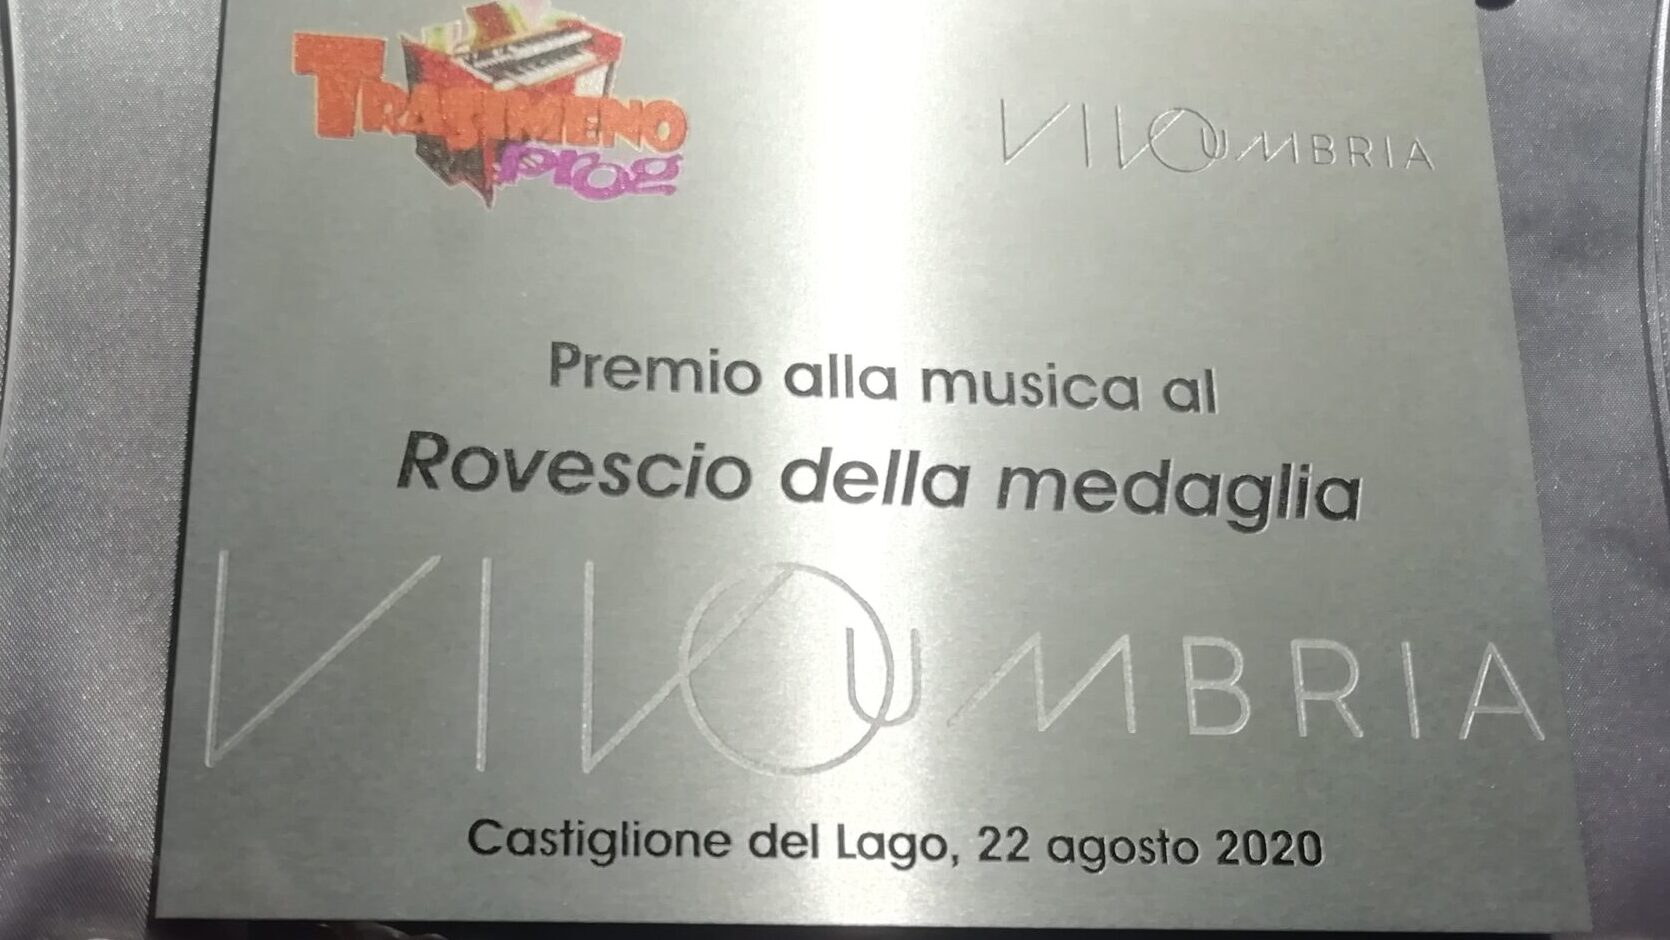 TRASIMENO
prog
VIVOUMBRIA
Premio alla musica al
Rovescio della medaglia
VIVOUMBRIA
Castiglione del Lago, 22 agosto 2020